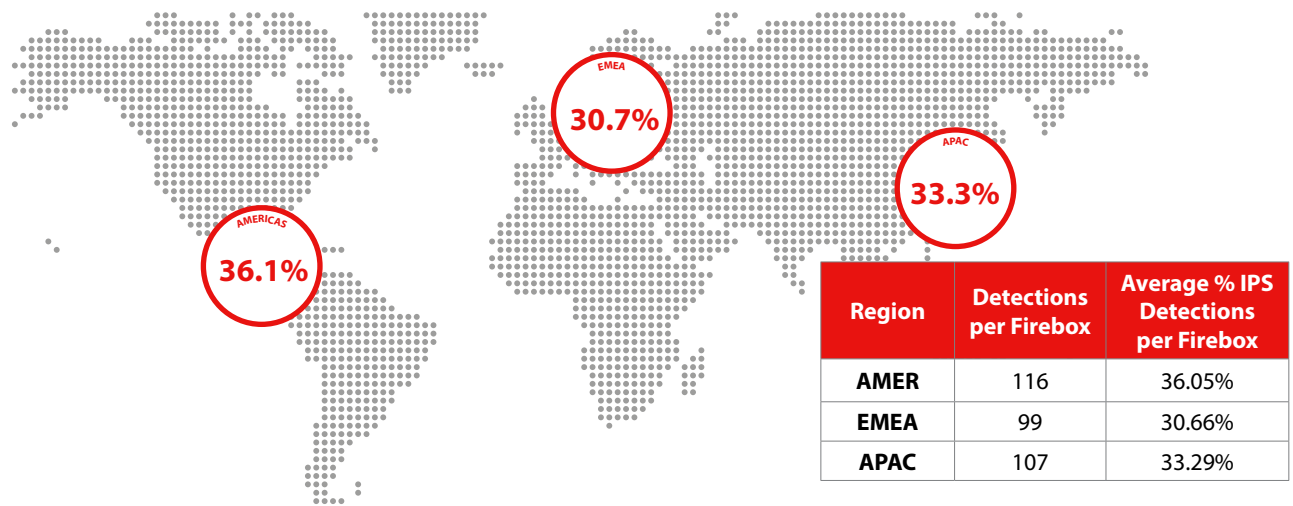 EMEA
30.7%
APAC
33.3%
AMERICAS
36.1%
Region
Detections
per Firebox
Average % IPS
Detections
per Firebox
AMER 116 36.05%
EMEA 99 30.66%
APAC 107 33.29%